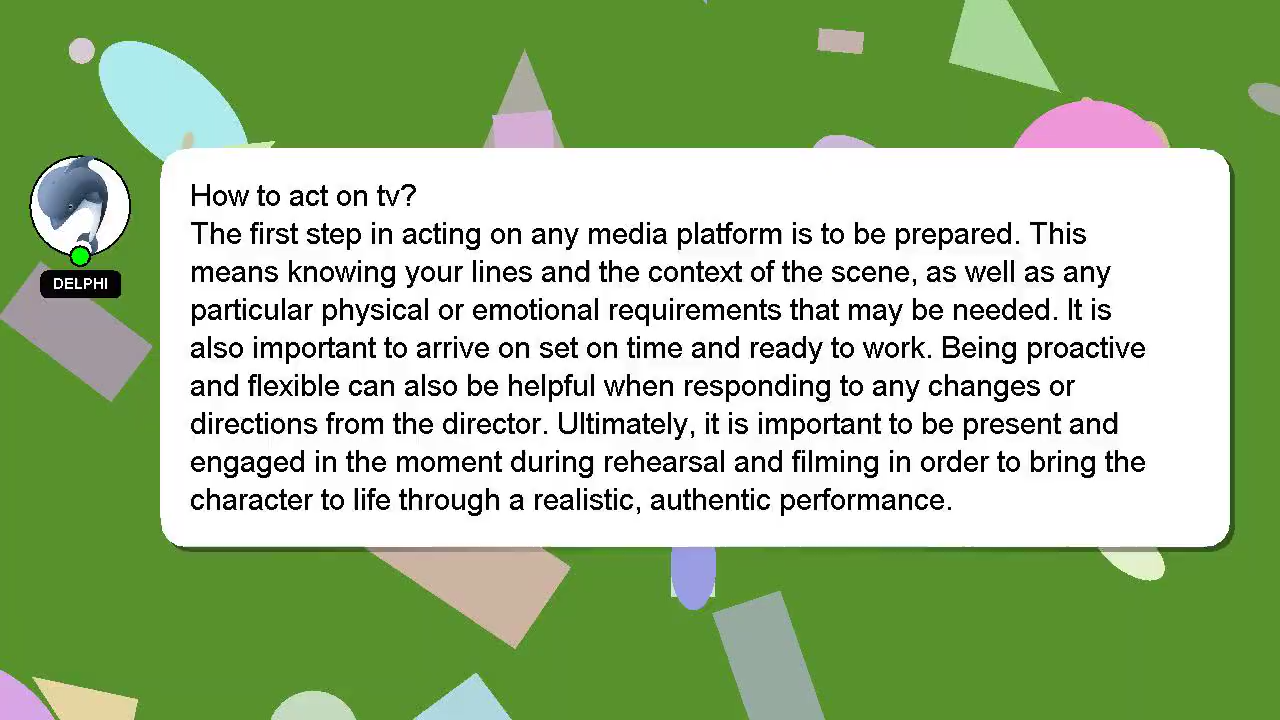 How to act on tv?
The first step in acting on any media platform is to be prepared. This
means knowing your lines and the context of the scene, as well as any
particular physical or emotional requirements that may be needed. It is
also important to arrive on set on time and ready to work. Being proactive
and flexible can also be helpful when responding to any changes or
directions from the director. Ultimately, it is important to be present and
engaged in the moment during rehearsal and filming in order to bring the
character to life through a realistic, authentic performance.
DELPHI